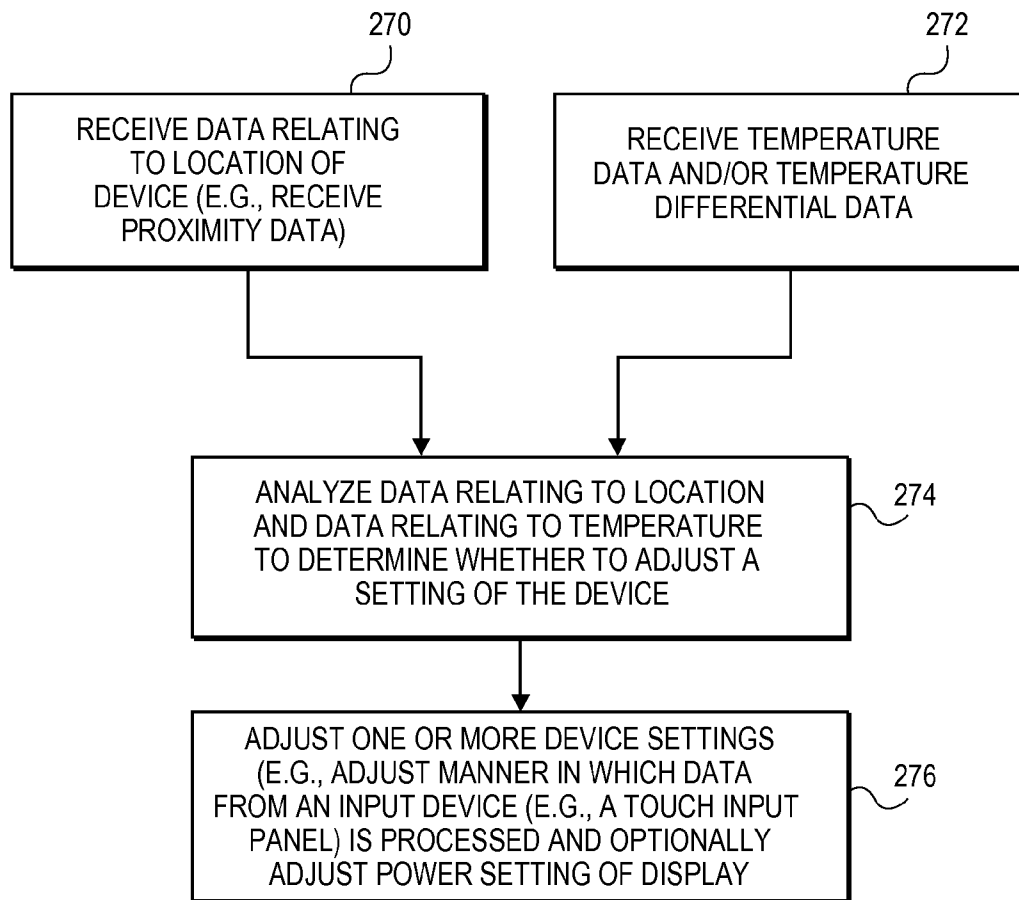 270
272
RECEIVE DATA RELATING
TO LOCATION OF
DEVICE (E.G., RECEIVE
PROXIMITY DATA)
RECEIVE TEMPERATURE
DATA AND/OR TEMPERATURE
DIFFERENTIAL DATA
ANALYZE DATA RELATING TO LOCATION
AND DATA RELATING TO TEMPERATURE
TO DETERMINE WHETHER TO ADJUST A
SETTING OF THE DEVICE
274
ADJUST ONE OR MORE DEVICE SETTINGS
(E.G., ADJUST MANNER IN WHICH DATA
FROM AN INPUT DEVICE (E.G., A TOUCH INPUT
PANEL) IS PROCESSED AND OPTIONALLY
ADJUST POWER SETTING OF DISPLAY
276